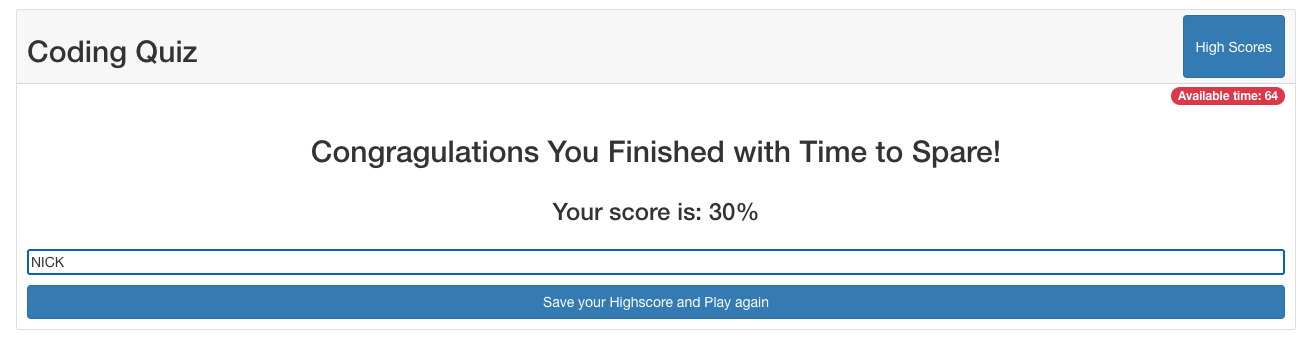 Coding Quiz
High Scores
Available time: 64
Congragulations You Finished with Time to Spare!
Your score is: 30%
NICK
Save your Highscore and Play again